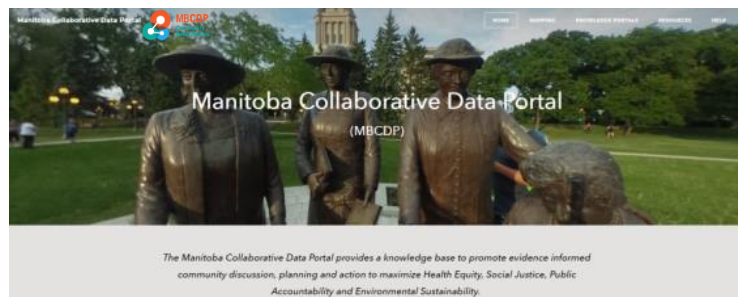 Manitoba Collaborative Data Portal
MBCDP
HOME MAPPING KNOWLEDGE PORTALS RESOURCES HELP
Manitoba Collaborative Data Portal
(MBCDP)
The Manitoba Collaborative Data Portal provides a knowledge base to promote evidence informed
community discussion, planning and action to maximize Health Equity, Social Justice, Public
Accountability and Environmental Sustainability.